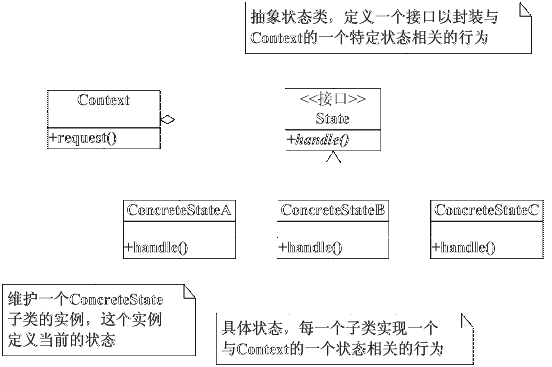 抽象状态类，定义一个接口以封装与
Context的一个特定状态相关的行为
Context
+request()
<<接口>>
State
+handle()
ConcreteStateA
+handle()
ConcreteStateB
+handle()
ConcreteStateC
+handle()
维护一个ConcreteState
子类的实例，这个实例
定义当前的状态
具体状态，每一个子类实现一个
与Context的一个状态相关的行为